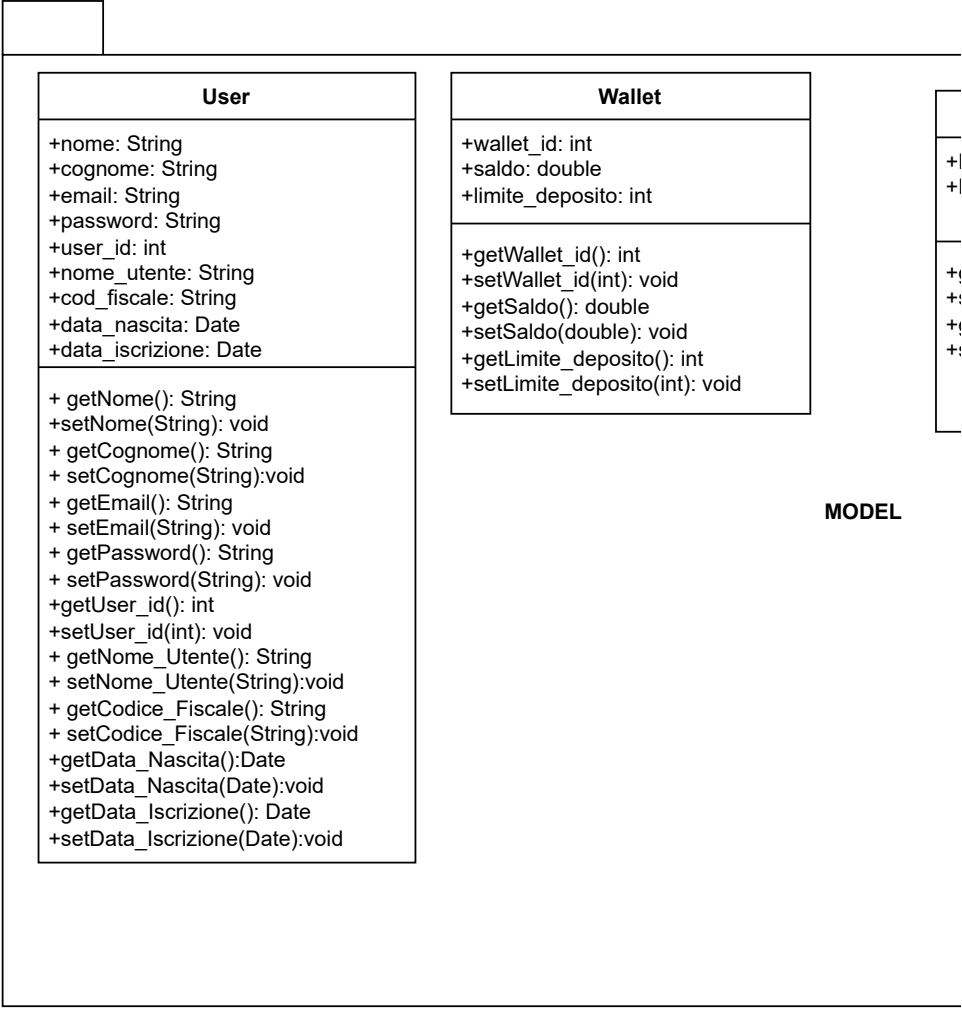 User
+nome: String
+cognome: String
+email: String
+password: String
+user_id: int
+nome_utente: String
+cod_fiscale: String
+data_nascita: Date
+data_iscrizione: Date
+ getNome(): String
+setNome(String): void
+ getCognome(): String
+ setCognome(String):void
+ getEmail(): String
+ setEmail(String): void
+ getPassword(): String
+ setPassword(String): void
+getUser_id(): int
+setUser_id(int): void
+ getNome_Utente(): String
+ setNome_Utente(String):void
+ getCodice_Fiscale(): String
+ setCodice_Fiscale(String):void
+getData_Nascita():Date
+setData_Nascita(Date):void
+getData_Iscrizione(): Date
+setData_Iscrizione(Date):void
Wallet
+wallet_id: int
+saldo: double
+limite_deposito: int
+getWallet_id(): int
+setWallet_id(int): void
+getSaldo(): double
+setSaldo(double): void
+getLimite_deposito(): int
+setLimite_deposito(int): void
MODEL